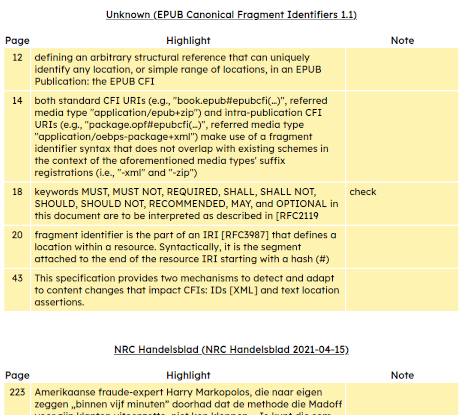 Unknown (EPUB Canonical Fragment Identifiers 1.1)
Page Highlight Note
12 defining an arbitrary structural reference that can uniquely
identify any location, or simple range of locations, in an EPUB
Publication: the EPUB CFI
14 both standard CFI URIs (e.g., "book.epub#epubcfi(…)", referred
media type "application/epub+zip") and intra-publication CFI
URIs (e.g., "package.opf#epubcfi(…)", referred media type
"application/oebps-package+xml") make use of a fragment
identifier syntax that does not overlap with existing schemes in
the context of the aforementioned media types' suffix
registrations (i.e., "-xml" and "-zip")
18 keywords MUST, MUST NOT, REQUIRED, SHALL, SHALL NOT, check
SHOULD, SHOULD NOT, RECOMMENDED, MAY, and OPTIONAL in
this document are to be interpreted as described in [RFC2119
20 fragment identifier is the part of an IRI [RFC3987] that defines a
location within a resource. Syntactically, it is the segment
attached to the end of the resource IRI starting with a hash (#)
43 This specification provides two mechanisms to detect and adapt
to content changes that impact CFIs: IDs [XML] and text location
assertions.
NRC Handelsblad (NRC Handelsblad 2021-04-15)
Page Highlight Note
223 Amerikaanse fraude-expert Harry Markopolos, die naar eigen
zeggen „binnen vijf minuten" doorhad dat de methode die Madoff